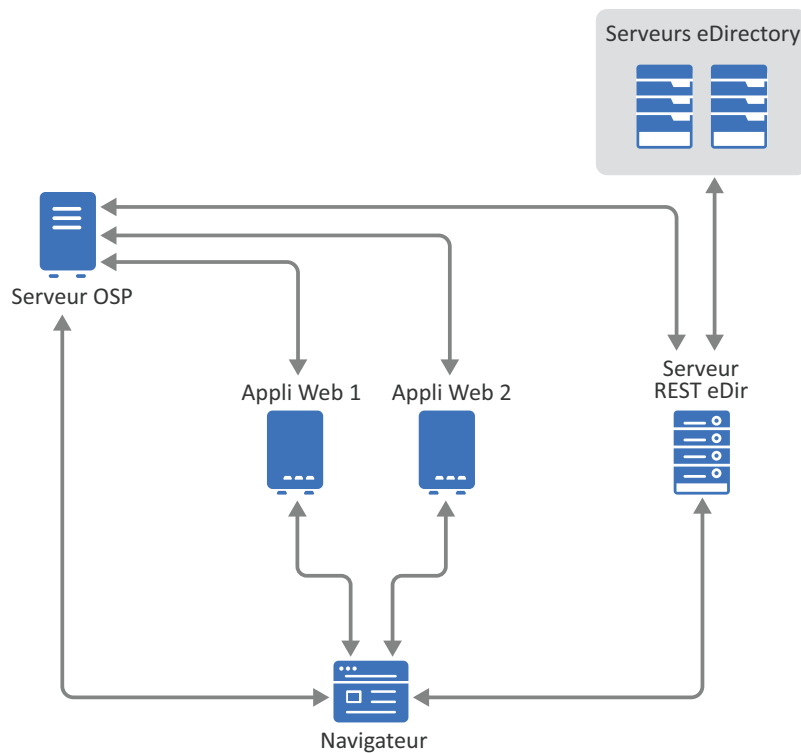 Serveurs eDirectory
Serveur OSP
Appli Web 1
Appli Web 2
Serveur
REST eDir
Navigateur